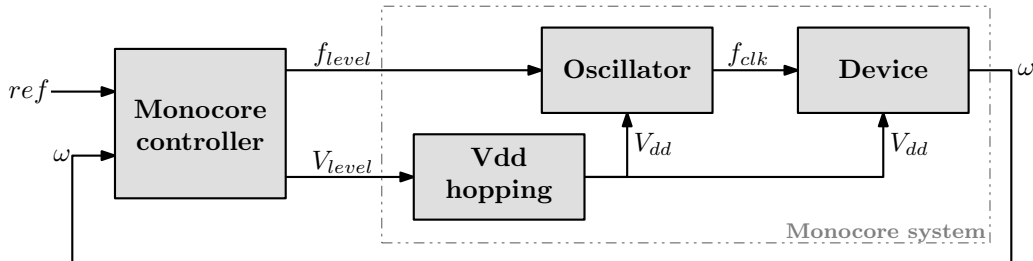 ref
ω
Monocore
controller
f_level
V_level
Vdd
hopping
Oscillator
V_dd
f_clk
Device
V_dd
ω
Monocore system